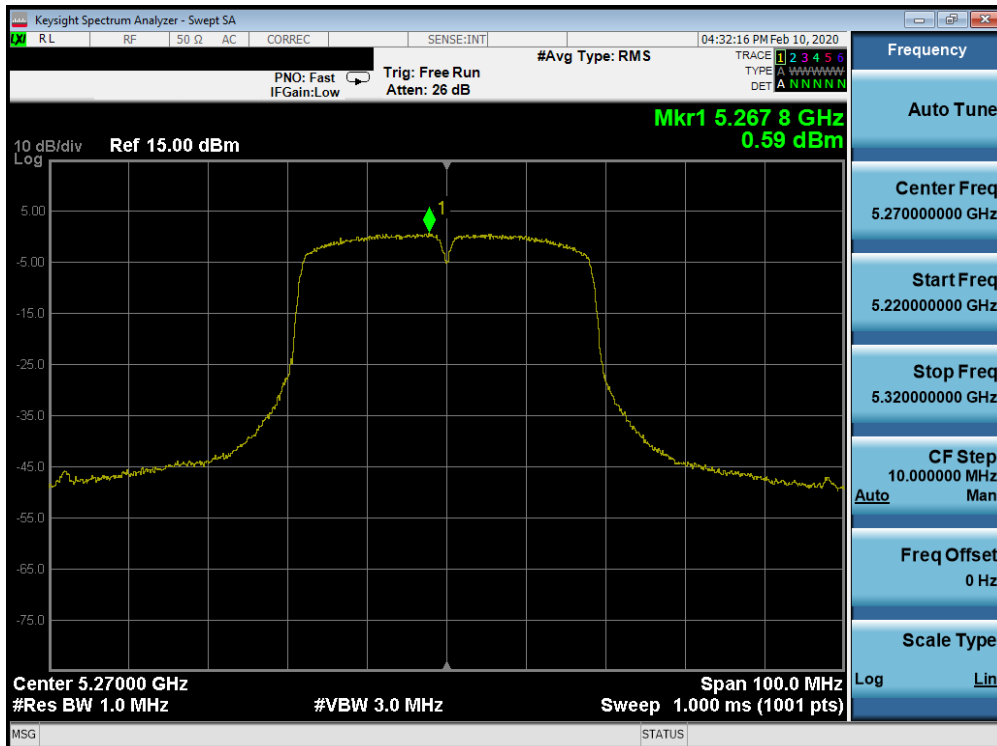 Keysight Spectrum Analyzer - Swept SA
LXI RL RF 50 Ω AC CORREC SENSE:INT 04:32:16 PM Feb 10, 2020
#Avg Type: RMS
TRACE 1 2 3 4 5 6
TYPE A WWWWW
DET A N N N N N
PNO: Fast
IFGain:Low
Trig: Free Run
Atten: 26 dB
Mkr1 5.267 8 GHz
0.59 dBm
10 dB/div
Log
Ref 15.00 dBm
1
5.00
-5.00
-15.0
-25.0
-35.0
-45.0
-55.0
-65.0
-75.0
Center 5.27000 GHz
Span 100.0 MHz
#Res BW 1.0 MHz
#VBW 3.0 MHz
Sweep 1.000 ms (1001 pts)
MSG
STATUS
Frequency
Auto Tune
Center Freq
5.270000000 GHz
Start Freq
5.220000000 GHz
Stop Freq
5.320000000 GHz
CF Step
10.000000 MHz
Auto Man
Freq Offset
0 Hz
Scale Type
Log Lin